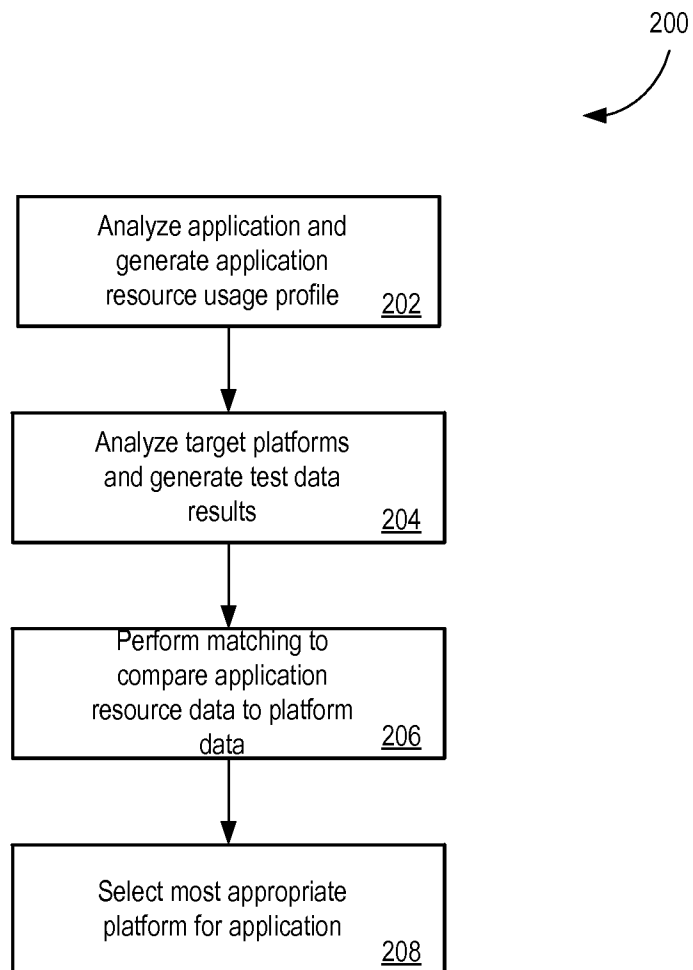 200
Analyze application and
generate application
resource usage profile
202
Analyze target platforms
and generate test data
results
204
Perform matching to
compare application
resource data to platform
data
206
Select most appropriate
platform for application
208